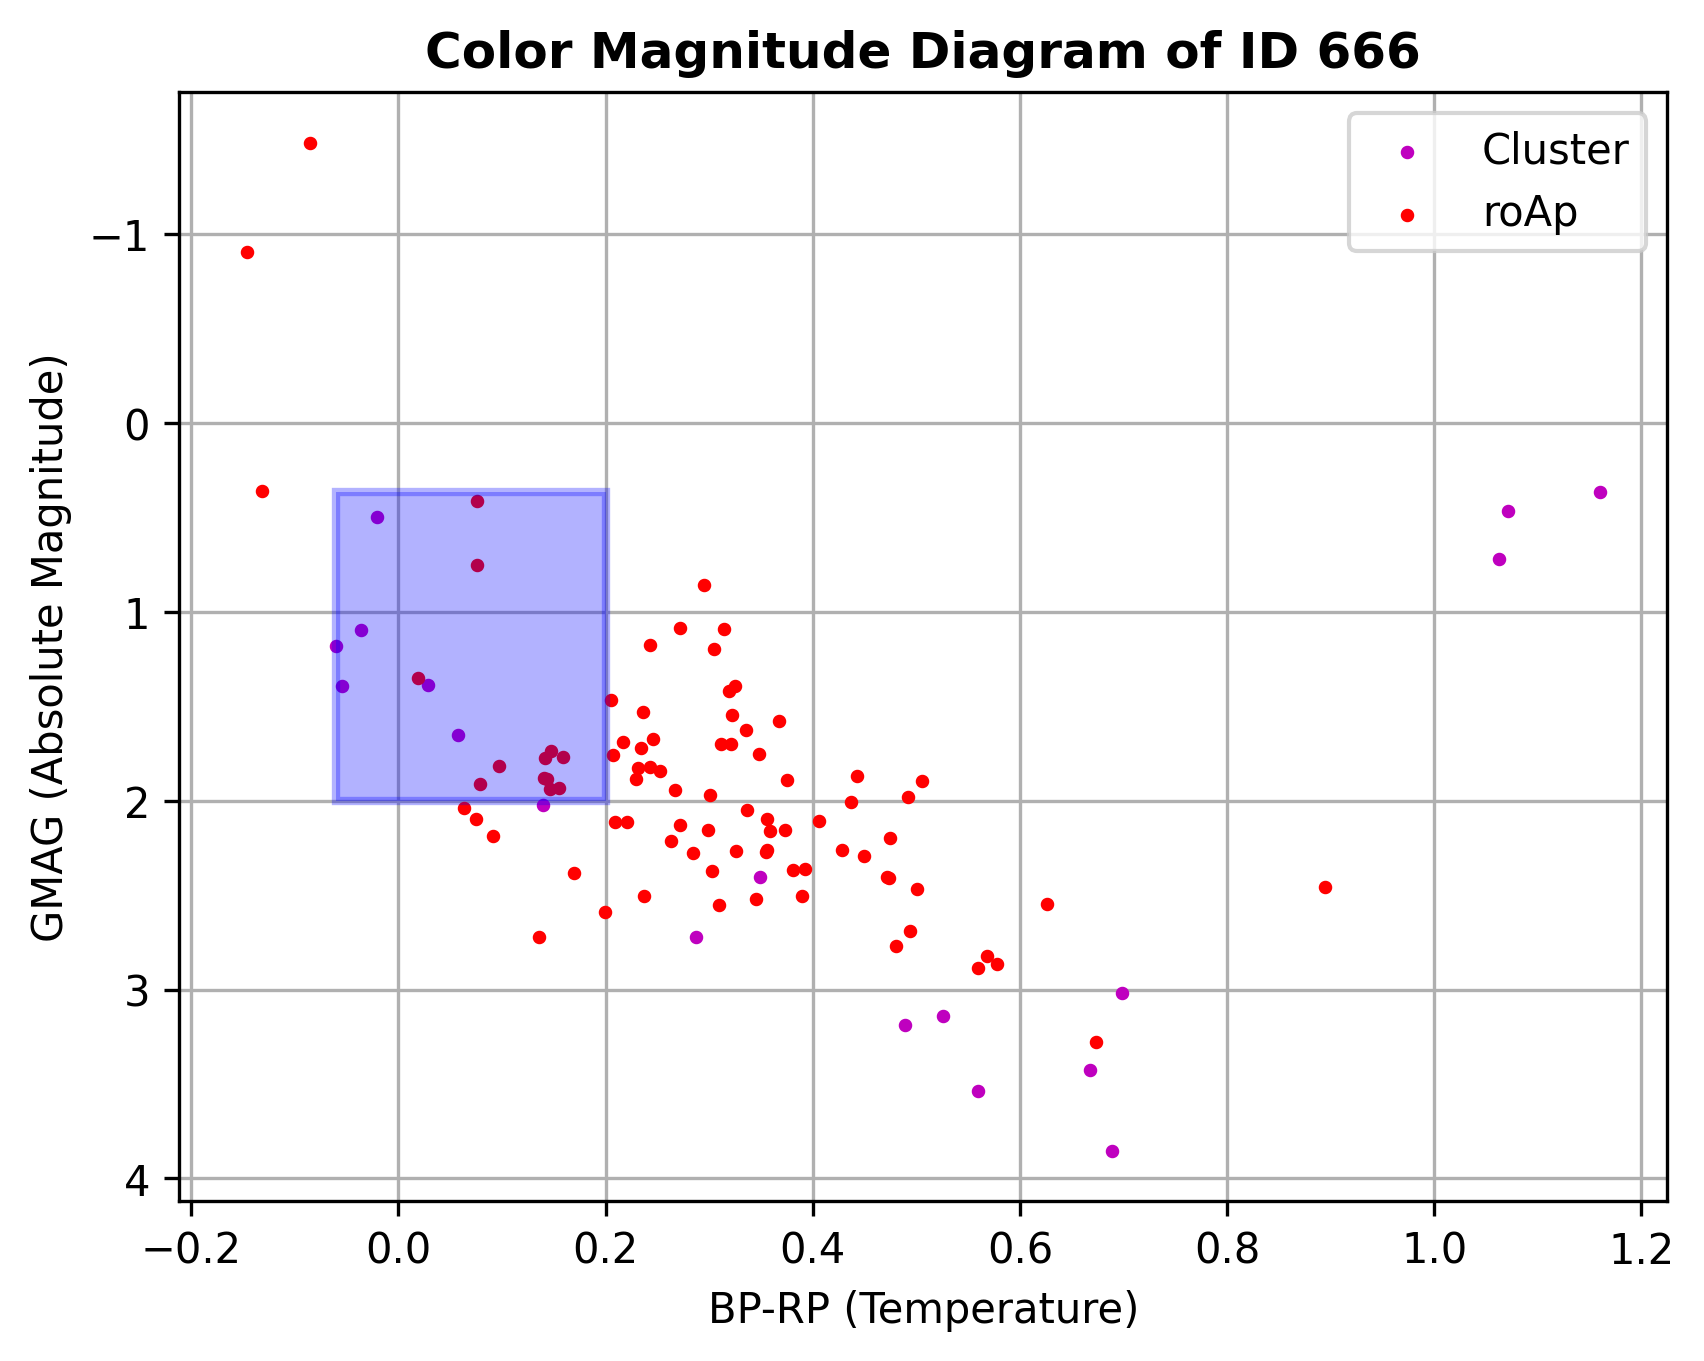 Color Magnitude Diagram of ID 666
Cluster
roAp
GMAG (Absolute Magnitude)
−1
0
1
2
3
4
−0.2 0.0 0.2 0.4 0.6 0.8 1.0 1.2
BP-RP (Temperature)